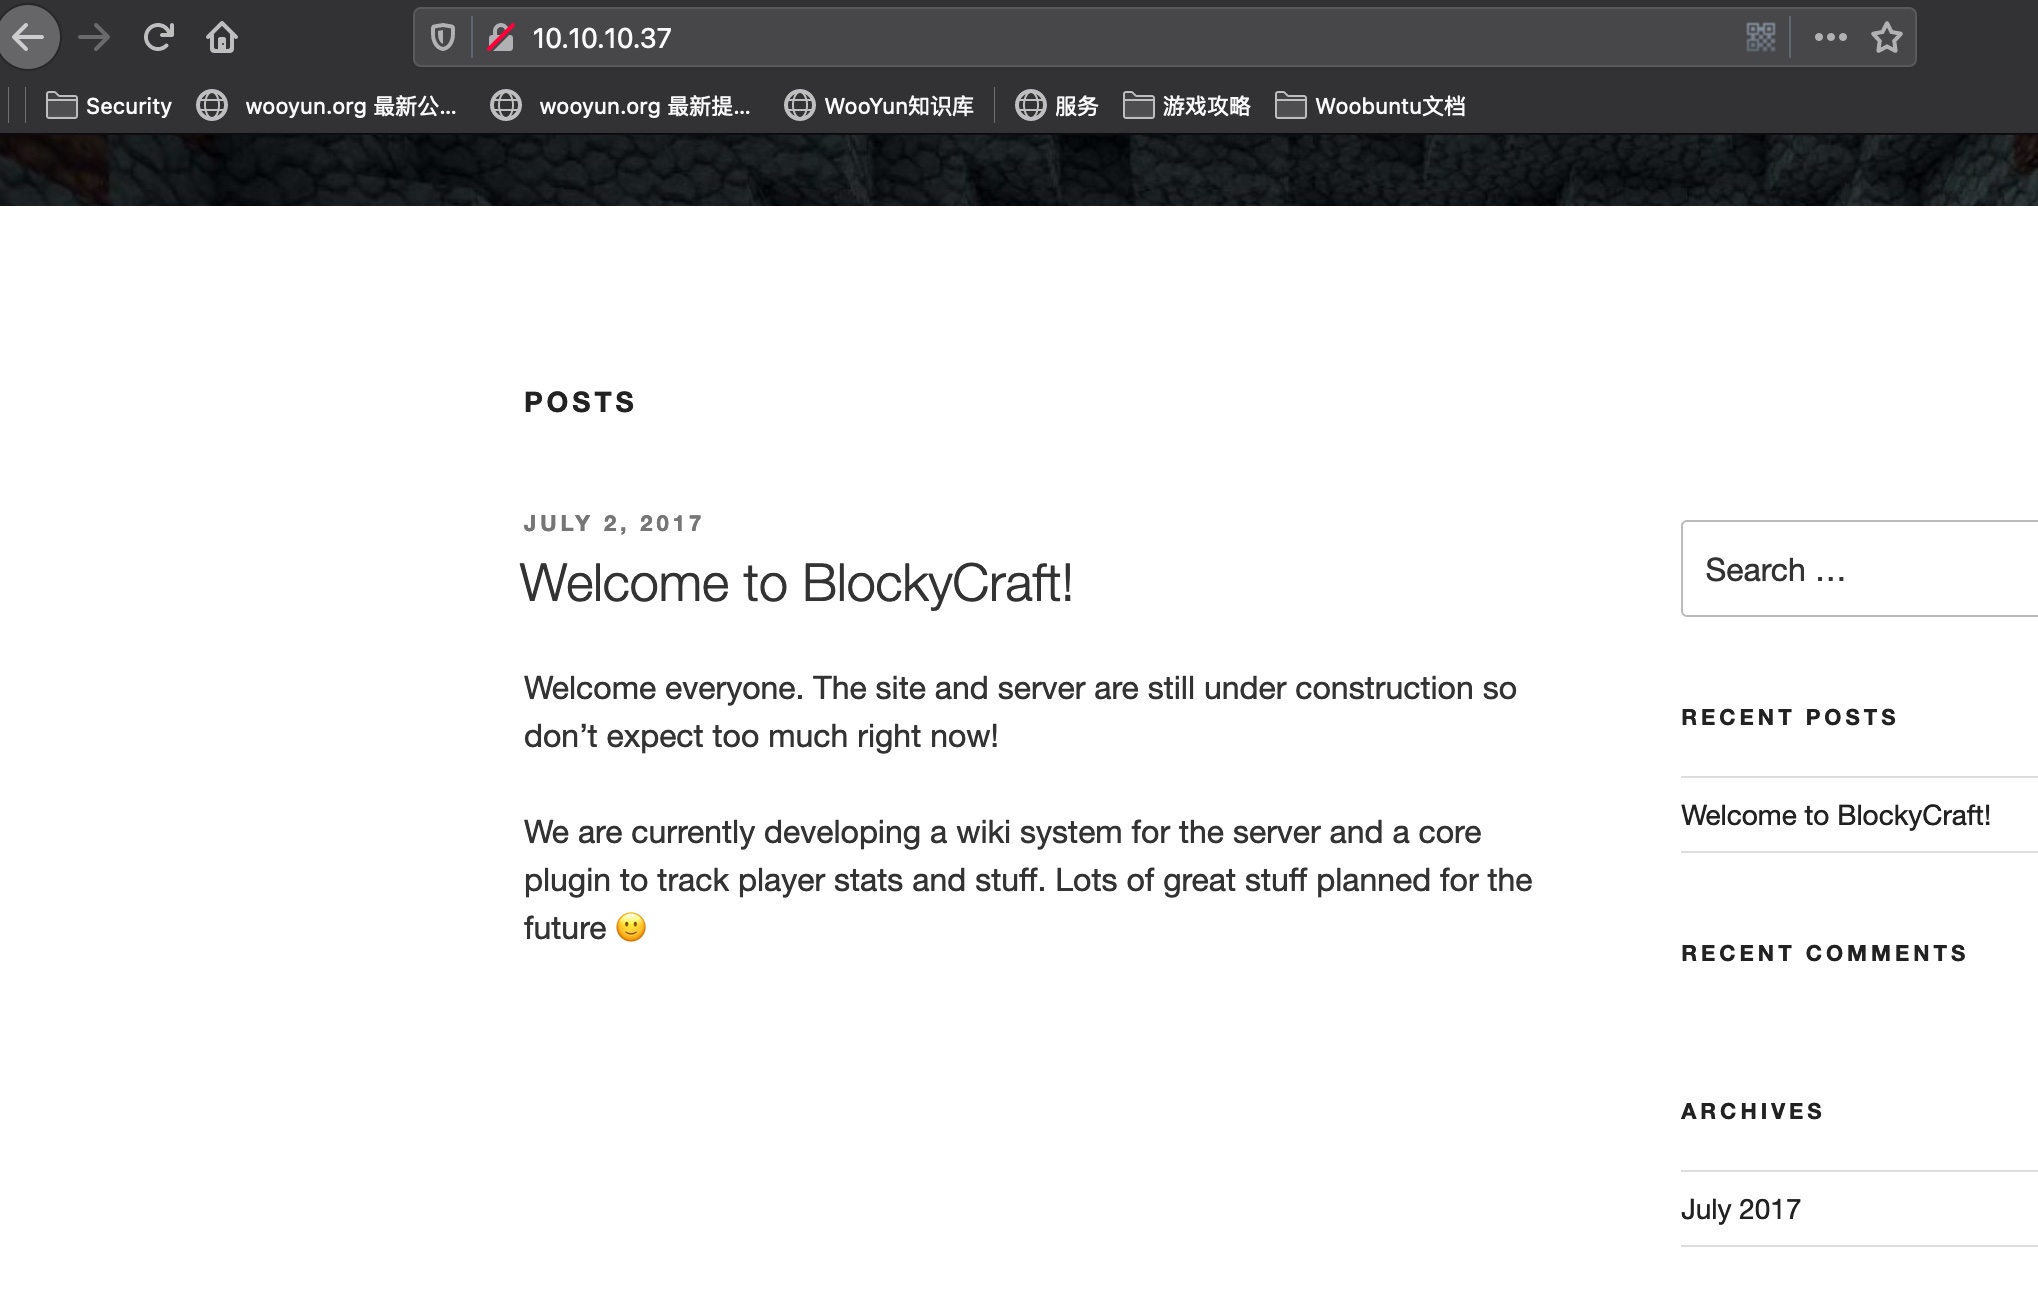 10.10.10.37
Security wooyun.org 最新公... wooyun.org 最新提... WooYun知识库 服务 游戏攻略 Woobuntu文档
POSTS
JULY 2, 2017
Welcome to BlockyCraft!
Welcome everyone. The site and server are still under construction so
don’t expect too much right now!
We are currently developing a wiki system for the server and a core
plugin to track player stats and stuff. Lots of great stuff planned for the
future 🙂
Search …
RECENT POSTS
Welcome to BlockyCraft!
RECENT COMMENTS
ARCHIVES
July 2017